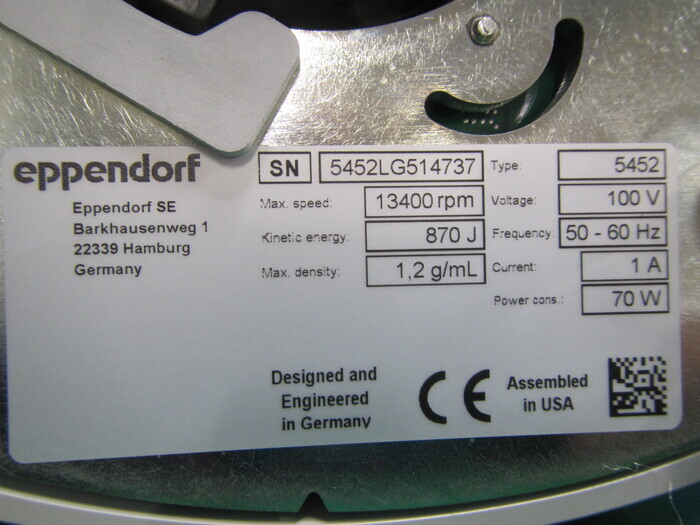 eppendorf
Eppendorf SE
Barkhausenweg 1
22339 Hamburg
Germany
SN 5452LG514737
Max. speed: 13400 rpm
Kinetic energy: 870 J
Max. density: 1,2 g/mL
Type: 5452
Voltage: 100 V
Frequency: 50 - 60 Hz
Current: 1 A
Power cons.: 70 W
Designed and
Engineered
in Germany
CE
Assembled
in USA